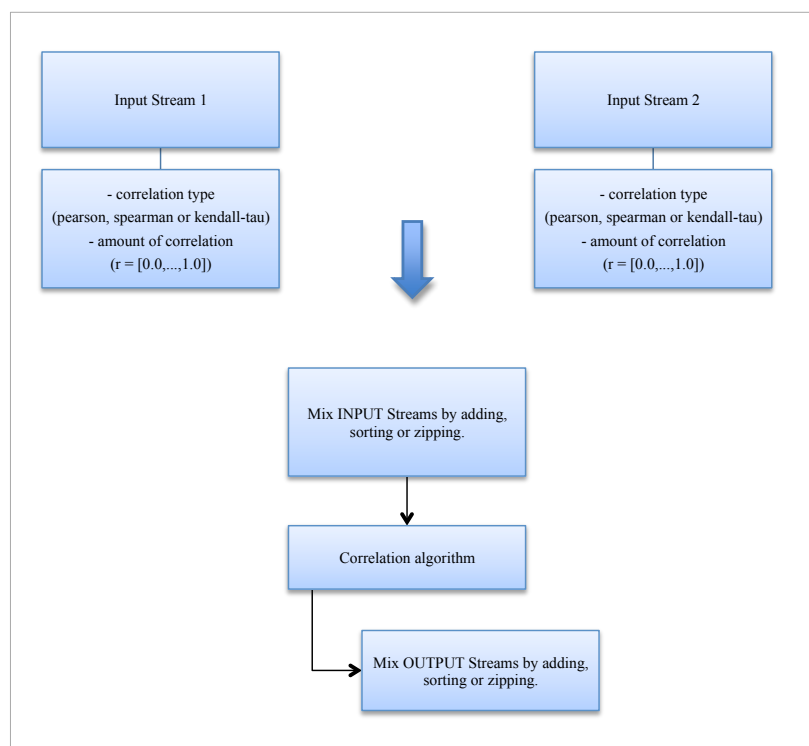 Input Stream 1
Input Stream 2
- correlation type
(pearson, spearman or kendall-tau)
- amount of correlation
(r = [0.0,...,1.0])
- correlation type
(pearson, spearman or kendall-tau)
- amount of correlation
(r = [0.0,...,1.0])
Mix INPUT Streams by adding,
sorting or zipping.
Correlation algorithm
Mix OUTPUT Streams by adding,
sorting or zipping.